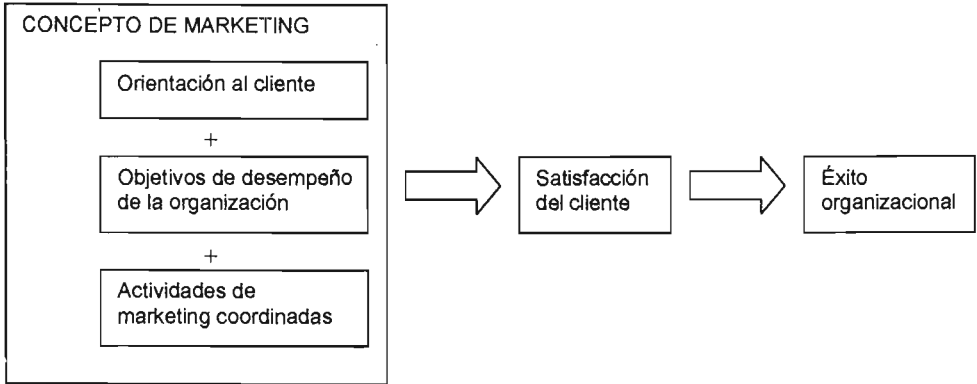 CONCEPTO DE MARKETING
Orientación al cliente
+
Objetivos de desempeño
de la organización
+
Actividades de
marketing coordinadas
Satisfacción
del cliente
Éxito
organizacional